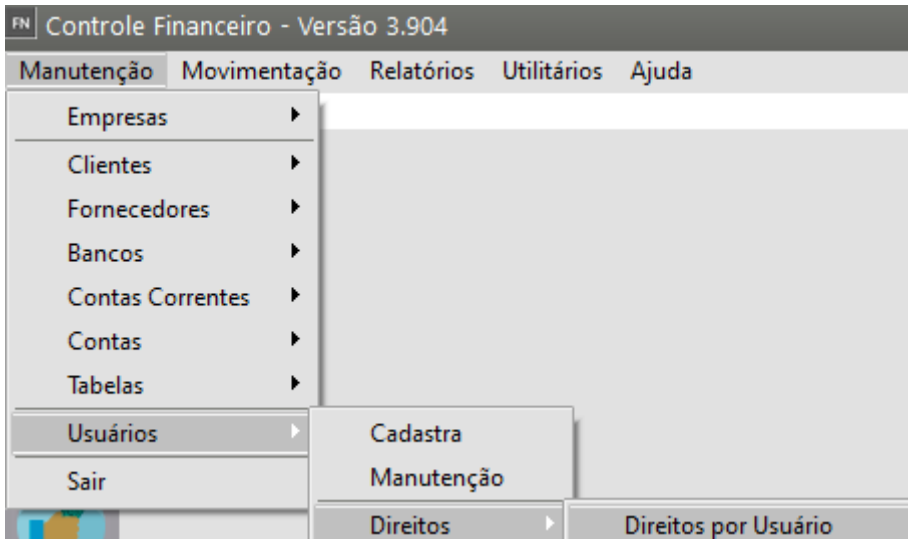 FN Controle Financeiro - Versão 3.904
Manutenção Movimentação Relatórios Utilitários Ajuda
Empresas
Clientes
Fornecedores
Bancos
Contas Correntes
Contas
Tabelas
Usuários
Sair
Cadastra
Manutenção
Direitos
Direitos por Usuário